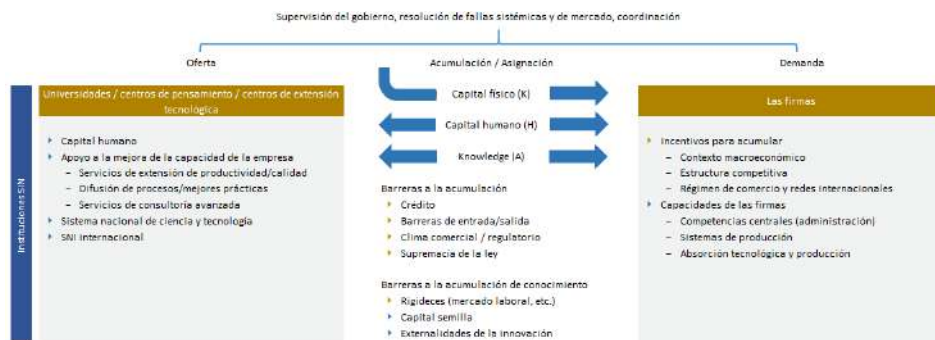 Supervisión del gobierno, resolución de fallas sistémicas y de mercado, coordinación
Oferta
Acumulación / Asignación
Demanda
Instituciones SIN
Universidades / centros de pensamiento / centros de extensión
tecnológica
Capital humano
Apoyo a la mejora de la capacidad de la empresa
– Servicios de extensión de productividad/calidad
– Difusión de procesos/mejores prácticas
– Servicios de consultoría avanzada
Sistema nacional de ciencia y tecnología
SNI internacional
Capital físico (K)
Capital humano (H)
Knowledge (A)
Barreras a la acumulación
Crédito
Barreras de entrada/salida
Clima comercial / regulatorio
Supremacía de la ley
Barreras a la acumulación de conocimiento
Rigideces (mercado laboral, etc.)
Capital semilla
Externalidades de la innovación
Las firmas
Incentivos para acumular
– Contexto macroeconómico
– Estructura competitiva
– Régimen de comercio y redes internacionales
Capacidades de las firmas
– Competencias centrales (administración)
– Sistemas de producción
– Absorción tecnológica y producción